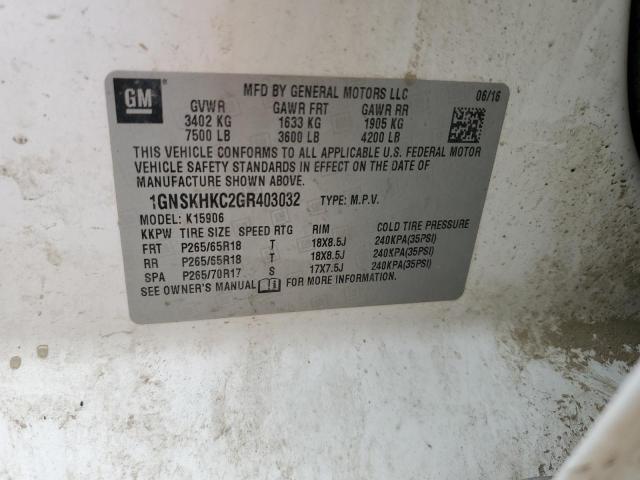 GM
MFD BY GENERAL MOTORS LLC 06/16
GVWR GAWR FRT GAWR RR
3402 KG 1633 KG 1905 KG
7500 LB 3600 LB 4200 LB
THIS VEHICLE CONFORMS TO ALL APPLICABLE U.S. FEDERAL MOTOR
VEHICLE SAFETY STANDARDS IN EFFECT ON THE DATE OF
MANUFACTURE SHOWN ABOVE.
1GNSKHKC2GR403032 TYPE: M.P.V.
MODEL: K15906
KKPW TIRE SIZE SPEED RTG RIM COLD TIRE PRESSURE
FRT P265/65R18 T 18X8.5J 240KPA(35PSI)
RR P265/65R18 T 18X8.5J 240KPA(35PSI)
SPA P265/70R17 S 17X7.5J 240KPA(35PSI)
SEE OWNER'S MANUAL FOR MORE INFORMATION.